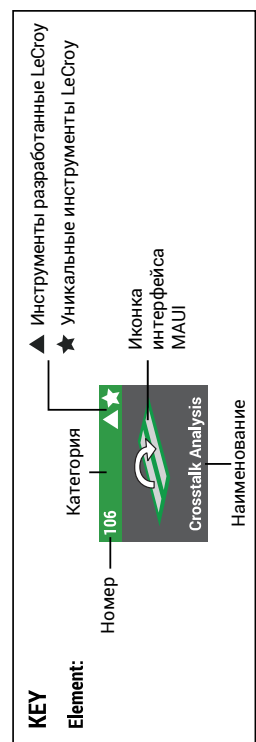 KEY
Element:
Номер
Категория
▲ Инструменты разработанные LeCroy
★ Уникальные инструменты LeCroy
106 ▲★
Crosstalk Analysis
Иконка
интерфейса
MAUI
Наименование